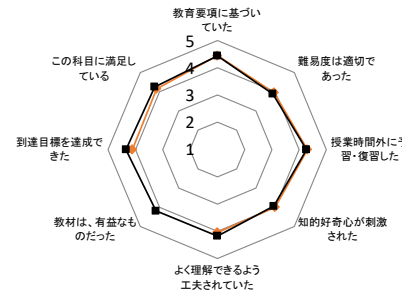 教育要項に基づい
ていた
難易度は適切で
あった
授業時間外に予
習・復習した
知的好奇心が刺激
された
よく理解できるよう
工夫されていた
教材は、有益なも
のだった
到達目標を達成で
きた
この科目に満足し
ている
5
4
3
2
1